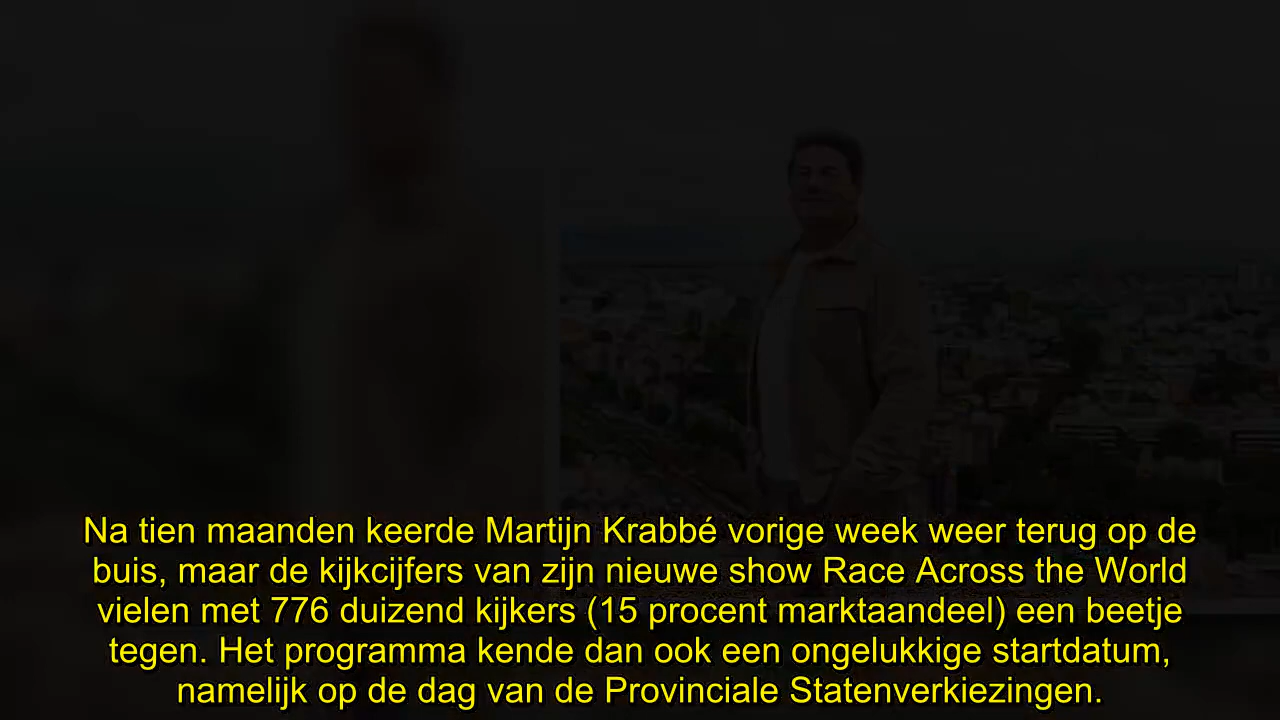 Na tien maanden keerde Martijn Krabbé vorige week weer terug op de
buis, maar de kijkcijfers van zijn nieuwe show Race Across the World
vielen met 776 duizend kijkers (15 procent marktaandeel) een beetje
tegen. Het programma kende dan ook een ongelukkige startdatum,
namelijk op de dag van de Provinciale Statenverkiezingen.